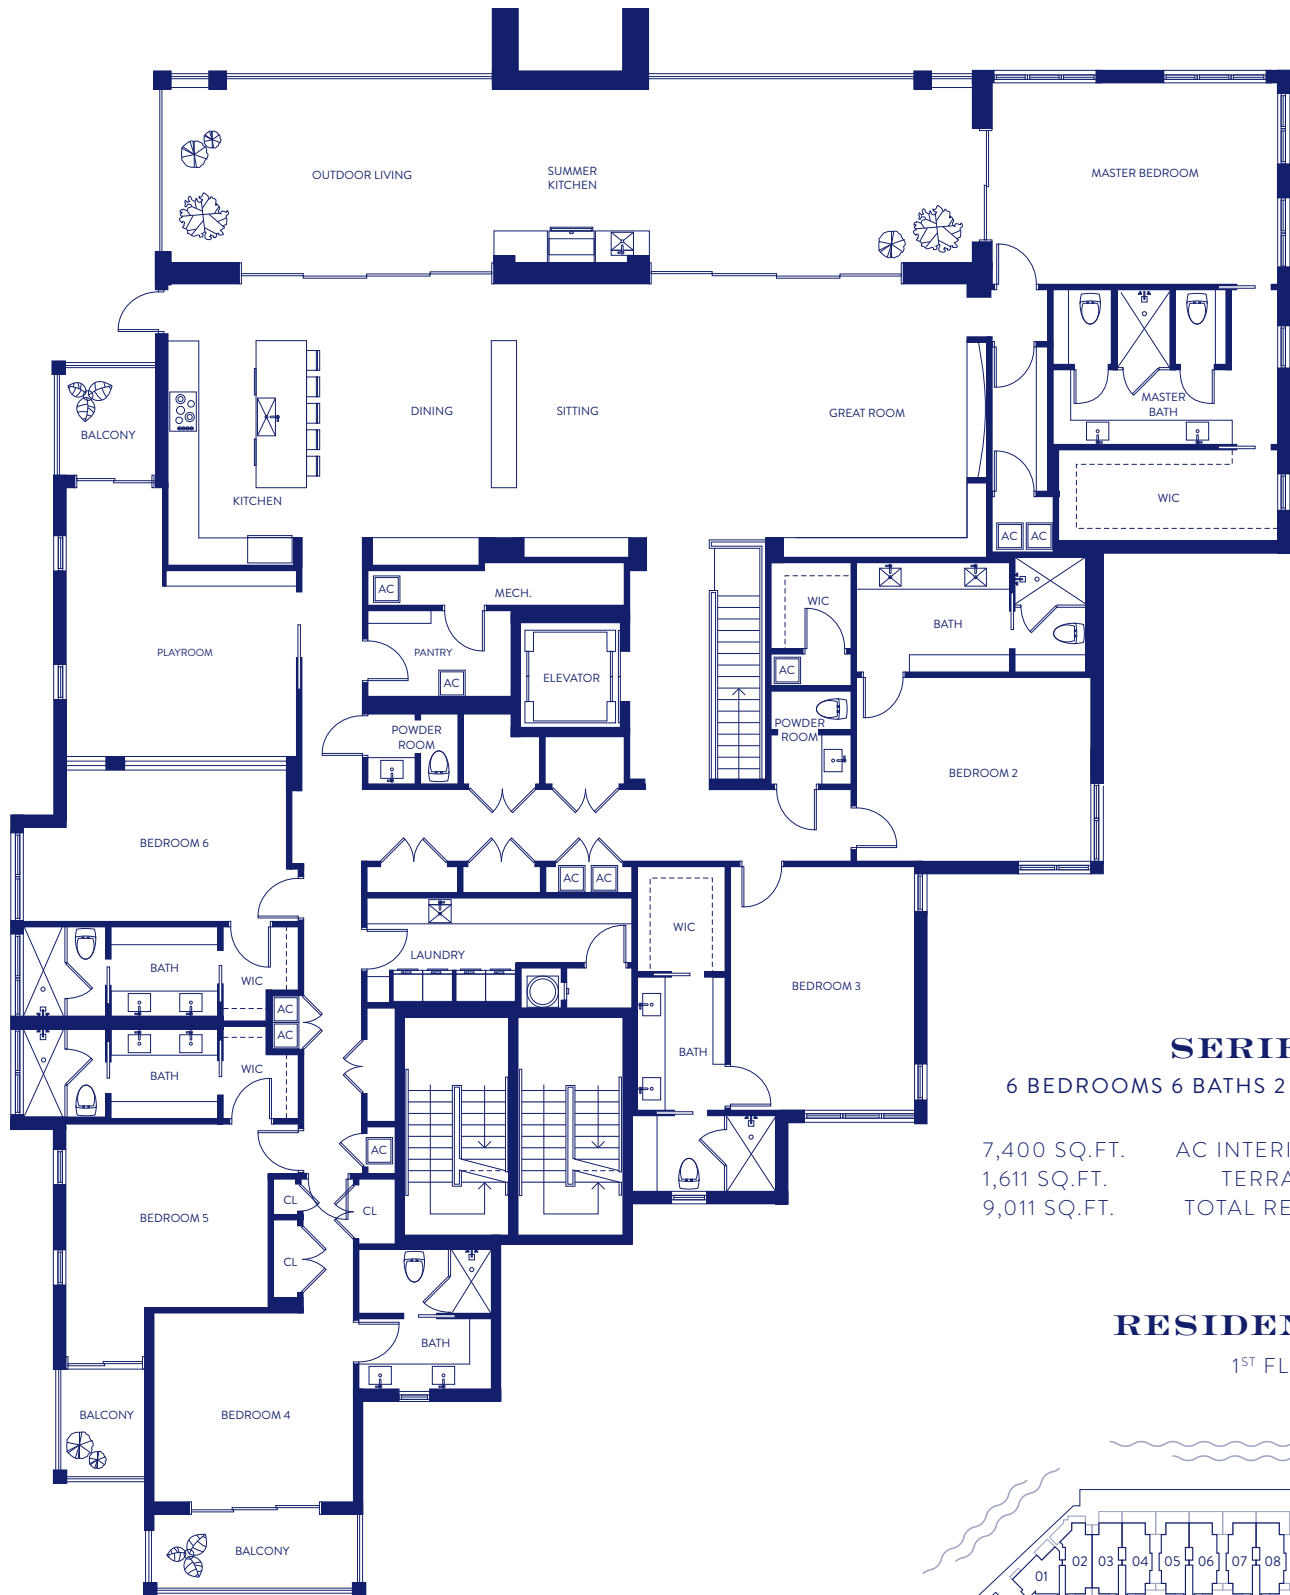 OUTDOOR LIVING
SUMMER
KITCHEN
MASTER BEDROOM
DINING
SITTING
GREAT ROOM
MASTER
BATH
BALCONY
KITCHEN
WIC
AC
AC
AC
MECH.
WIC
BATH
PLAYROOM
PANTRY
AC
ELEVATOR
AC
POWDER
ROOM
POWDER
ROOM
BEDROOM 2
BEDROOM 6
AC
AC
WIC
LAUNDRY
BATH
WIC
BEDROOM 3
AC
AC
BATH
WIC
BATH
AC
CL
CL
BEDROOM 5
CL
BATH
BALCONY
BEDROOM 4
BALCONY
SERIE
6 BEDROOMS 6 BATHS 2
7,400 SQ.FT. AC INTERI
1,611 SQ.FT. TERRA
9,011 SQ.FT. TOTAL RE
RESIDEN
1ST FL
01
02
03
04
05
06
07
08